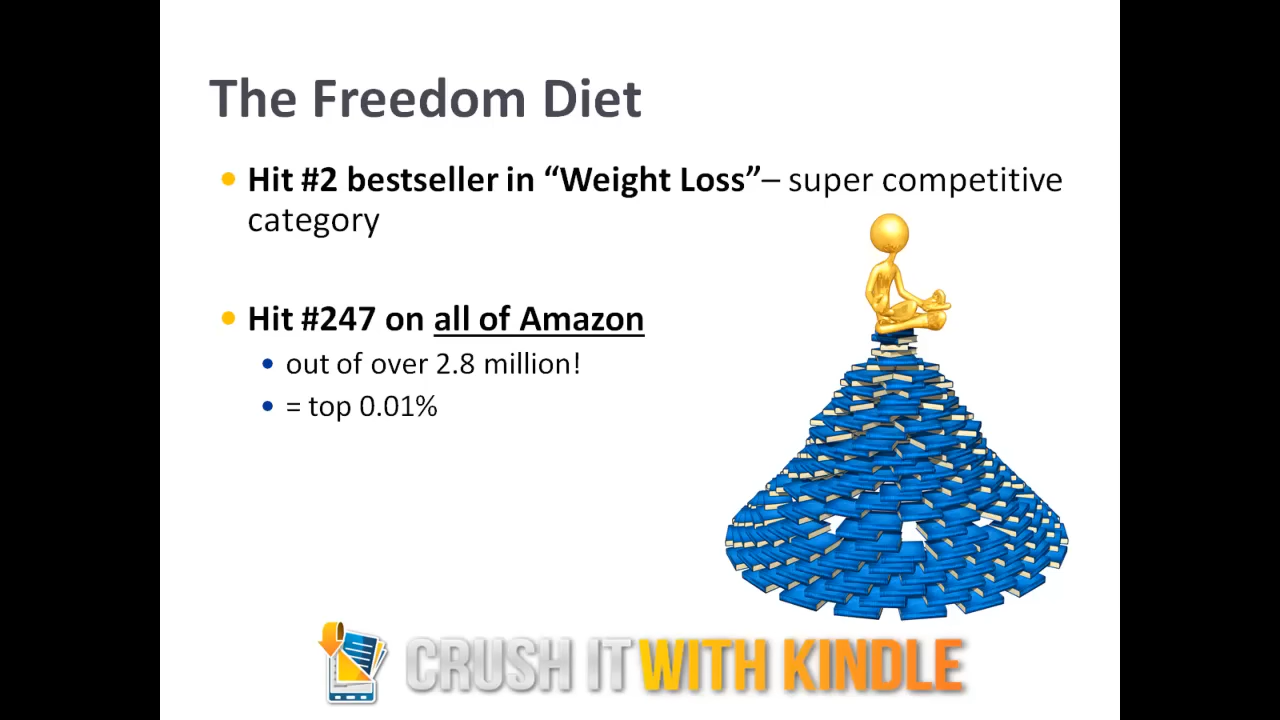 The Freedom Diet
Hit #2 bestseller in “Weight Loss”– super competitive
category
Hit #247 on all of Amazon
out of over 2.8 million!
= top 0.01%
CRUSH IT WITH KINDLE